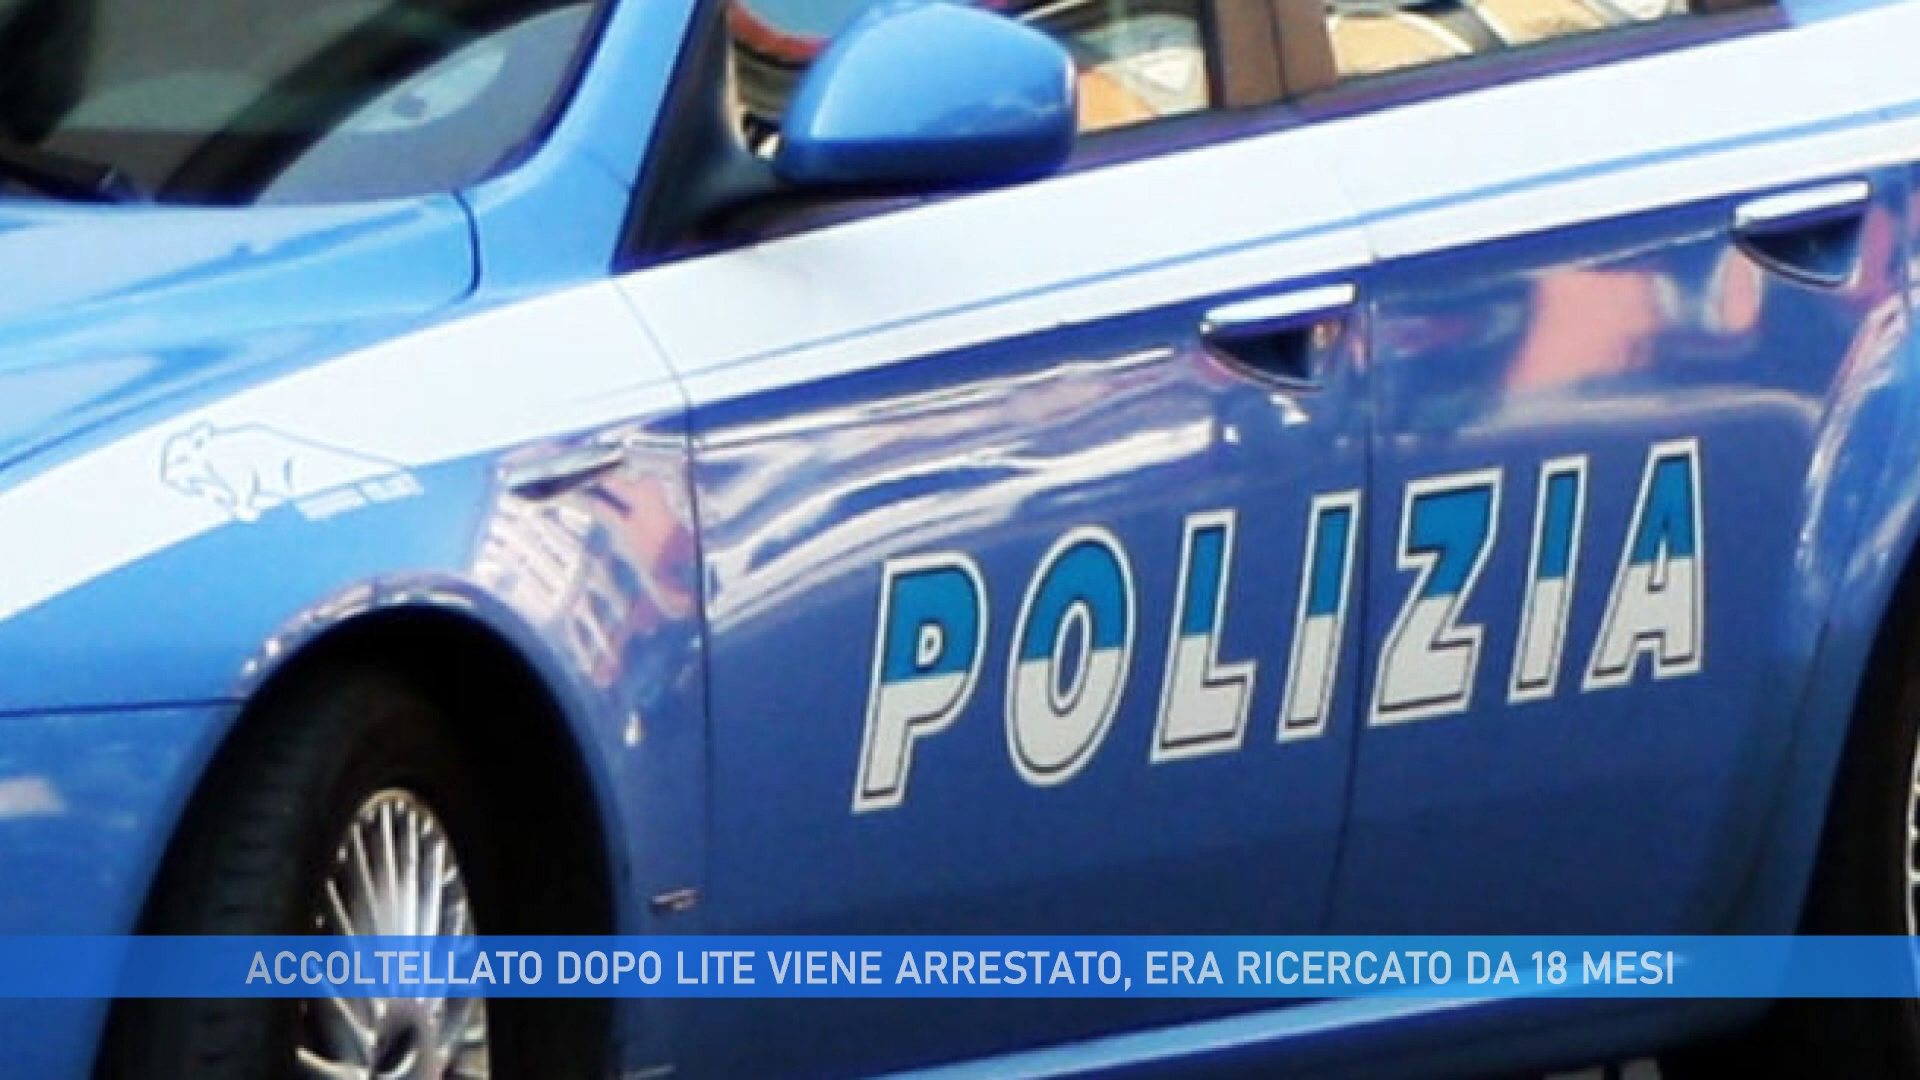 POLIZIA
ACCOLTELLATO DOPO LITE VIENE ARRESTATO, ERA RICERCATO DA 18 MESI